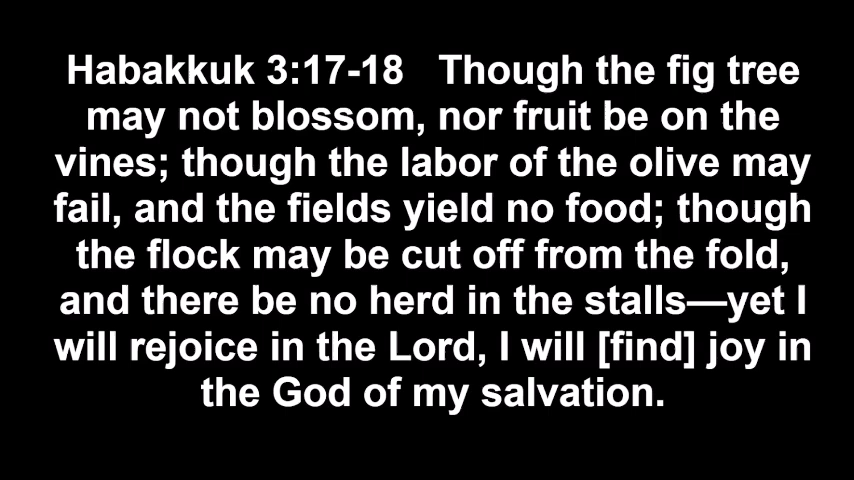 Habakkuk 3:17-18   Though the fig tree
may not blossom, nor fruit be on the
vines; though the labor of the olive may
fail, and the fields yield no food; though
the flock may be cut off from the fold,
and there be no herd in the stalls—yet I
will rejoice in the Lord, I will [find] joy in
the God of my salvation.